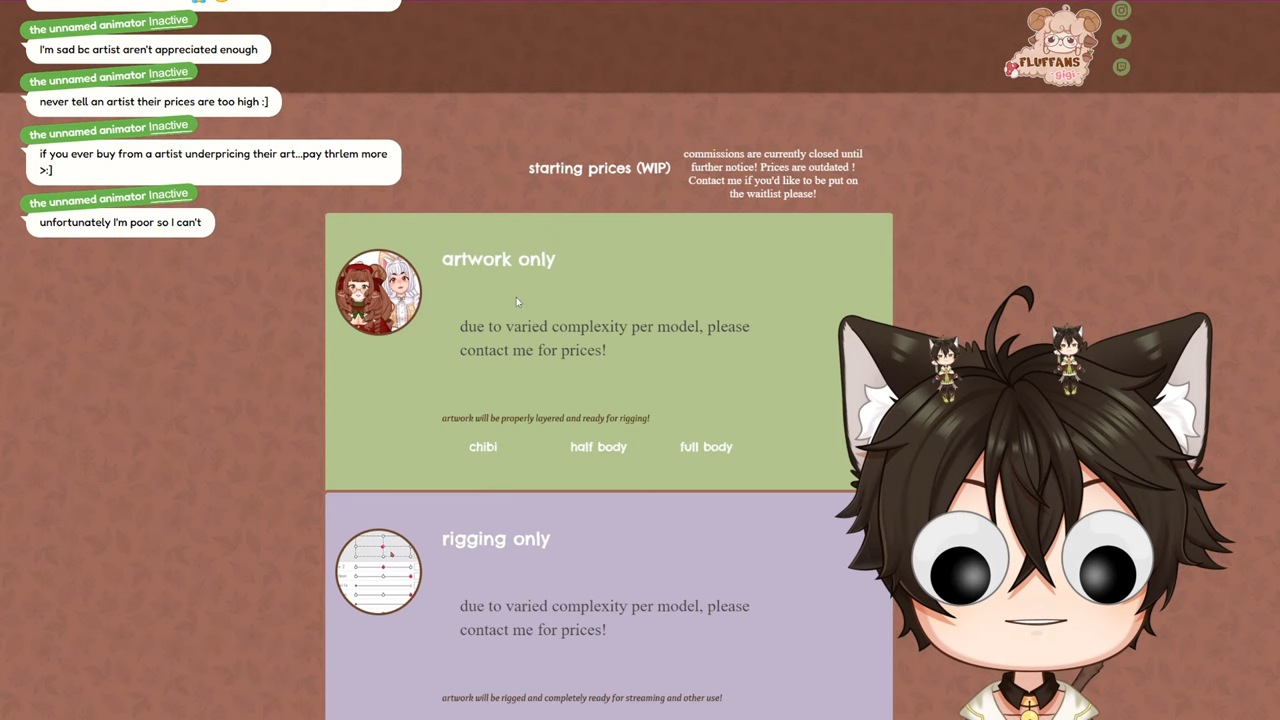 the unnamed animator Inactive
I'm sad bc artist aren't appreciated enough
the unnamed animator Inactive
never tell an artist their prices are too high :]
the unnamed animator Inactive
if you ever buy from a artist underpricing their art...pay thrlem more
>:]
the unnamed animator Inactive
unfortunately I'm poor so I can't
FLUFFANS
gigi
starting prices (WIP)
commissions are currently closed until
further notice! Prices are outdated !
Contact me if you'd like to be put on
the waitlist please!
artwork only
due to varied complexity per model, please
contact me for prices!
artwork will be properly layered and ready for rigging!
chibi half body full body
rigging only
due to varied complexity per model, please
contact me for prices!
artwork will be rigged and completely ready for streaming and other use!